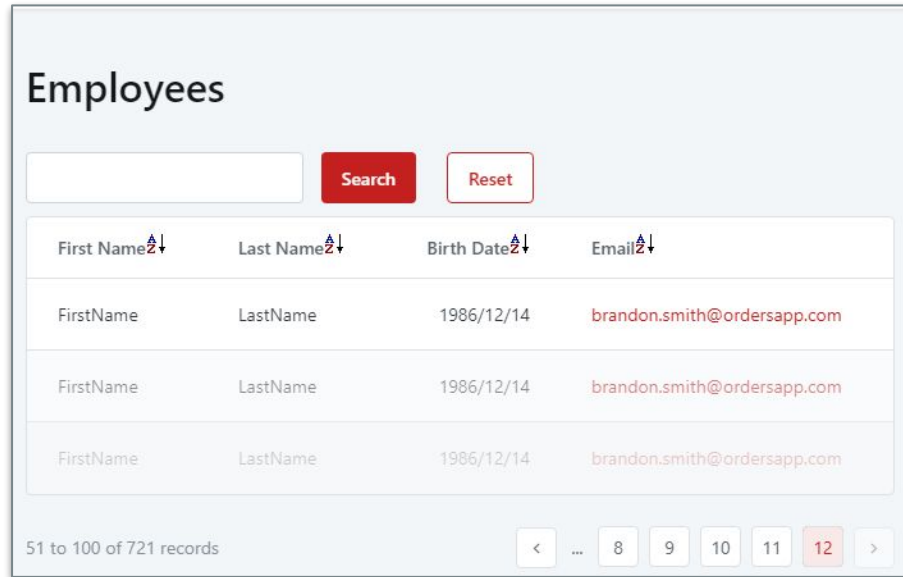 Employees
Search Reset
First Name Last Name Birth Date Email
FirstName LastName 1986/12/14 brandon.smith@ordersapp.com
FirstName LastName 1986/12/14 brandon.smith@ordersapp.com
FirstName LastName 1986/12/14 brandon.smith@ordersapp.com
51 to 100 of 721 records < ... 8 9 10 11 12 >